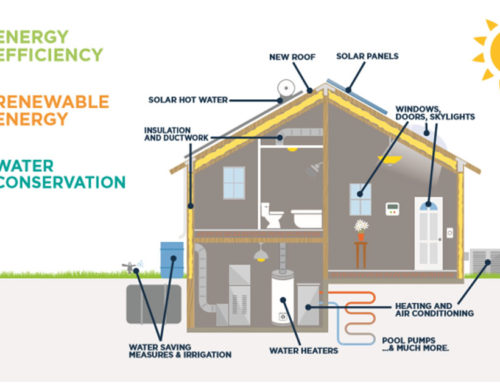 ENERGY
EFFICIENCY
RENEWABLE
ENERGY
WATER
CONSERVATION
NEW ROOF
SOLAR PANELS
SOLAR HOT WATER
WINDOWS,
DOORS, SKYLIGHTS
INSULATION
AND DUCTWORK
HEATING AND
AIR CONDITIONING
WATER SAVING
MEASURES & IRRIGATION
WATER HEATERS
POOL PUMPS
...& MUCH MORE.